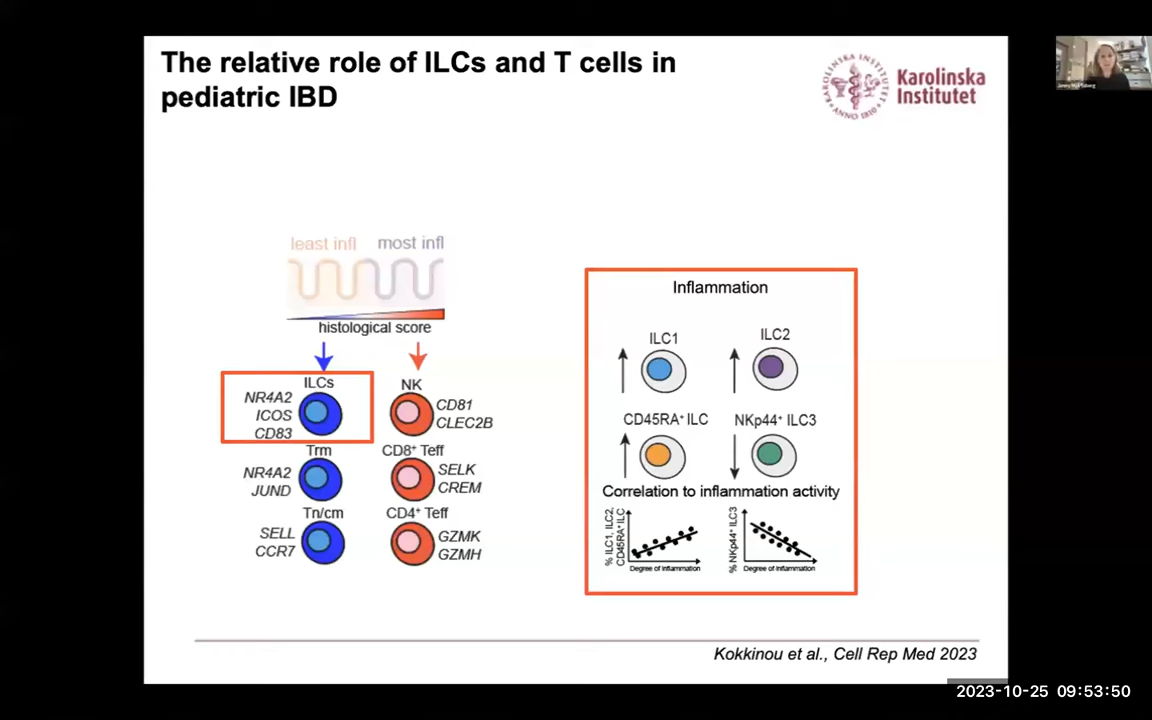 The relative role of ILCs and T cells in
pediatric IBD
KAROLINSKA INSTITUTET
ANNO 1810
Karolinska
Institutet
least infl most infl
histological score
ILCs
NR4A2
ICOS
CD83
NK
CD81
CLEC2B
Trm
NR4A2
JUND
CD8+ Teff
SELK
CREM
Tn/cm
SELL
CCR7
CD4+ Teff
GZMK
GZMH
Inflammation
ILC1
ILC2
CD45RA+ ILC
NKp44+ ILC3
Correlation to inflammation activity
% ILC1, ILC2,
CD45RA+ ILC
Degree of Inflammation
% NKp44+ ILC3
Degree of Inflammation
Kokkinou et al., Cell Rep Med 2023
2023-10-25 09:53:50